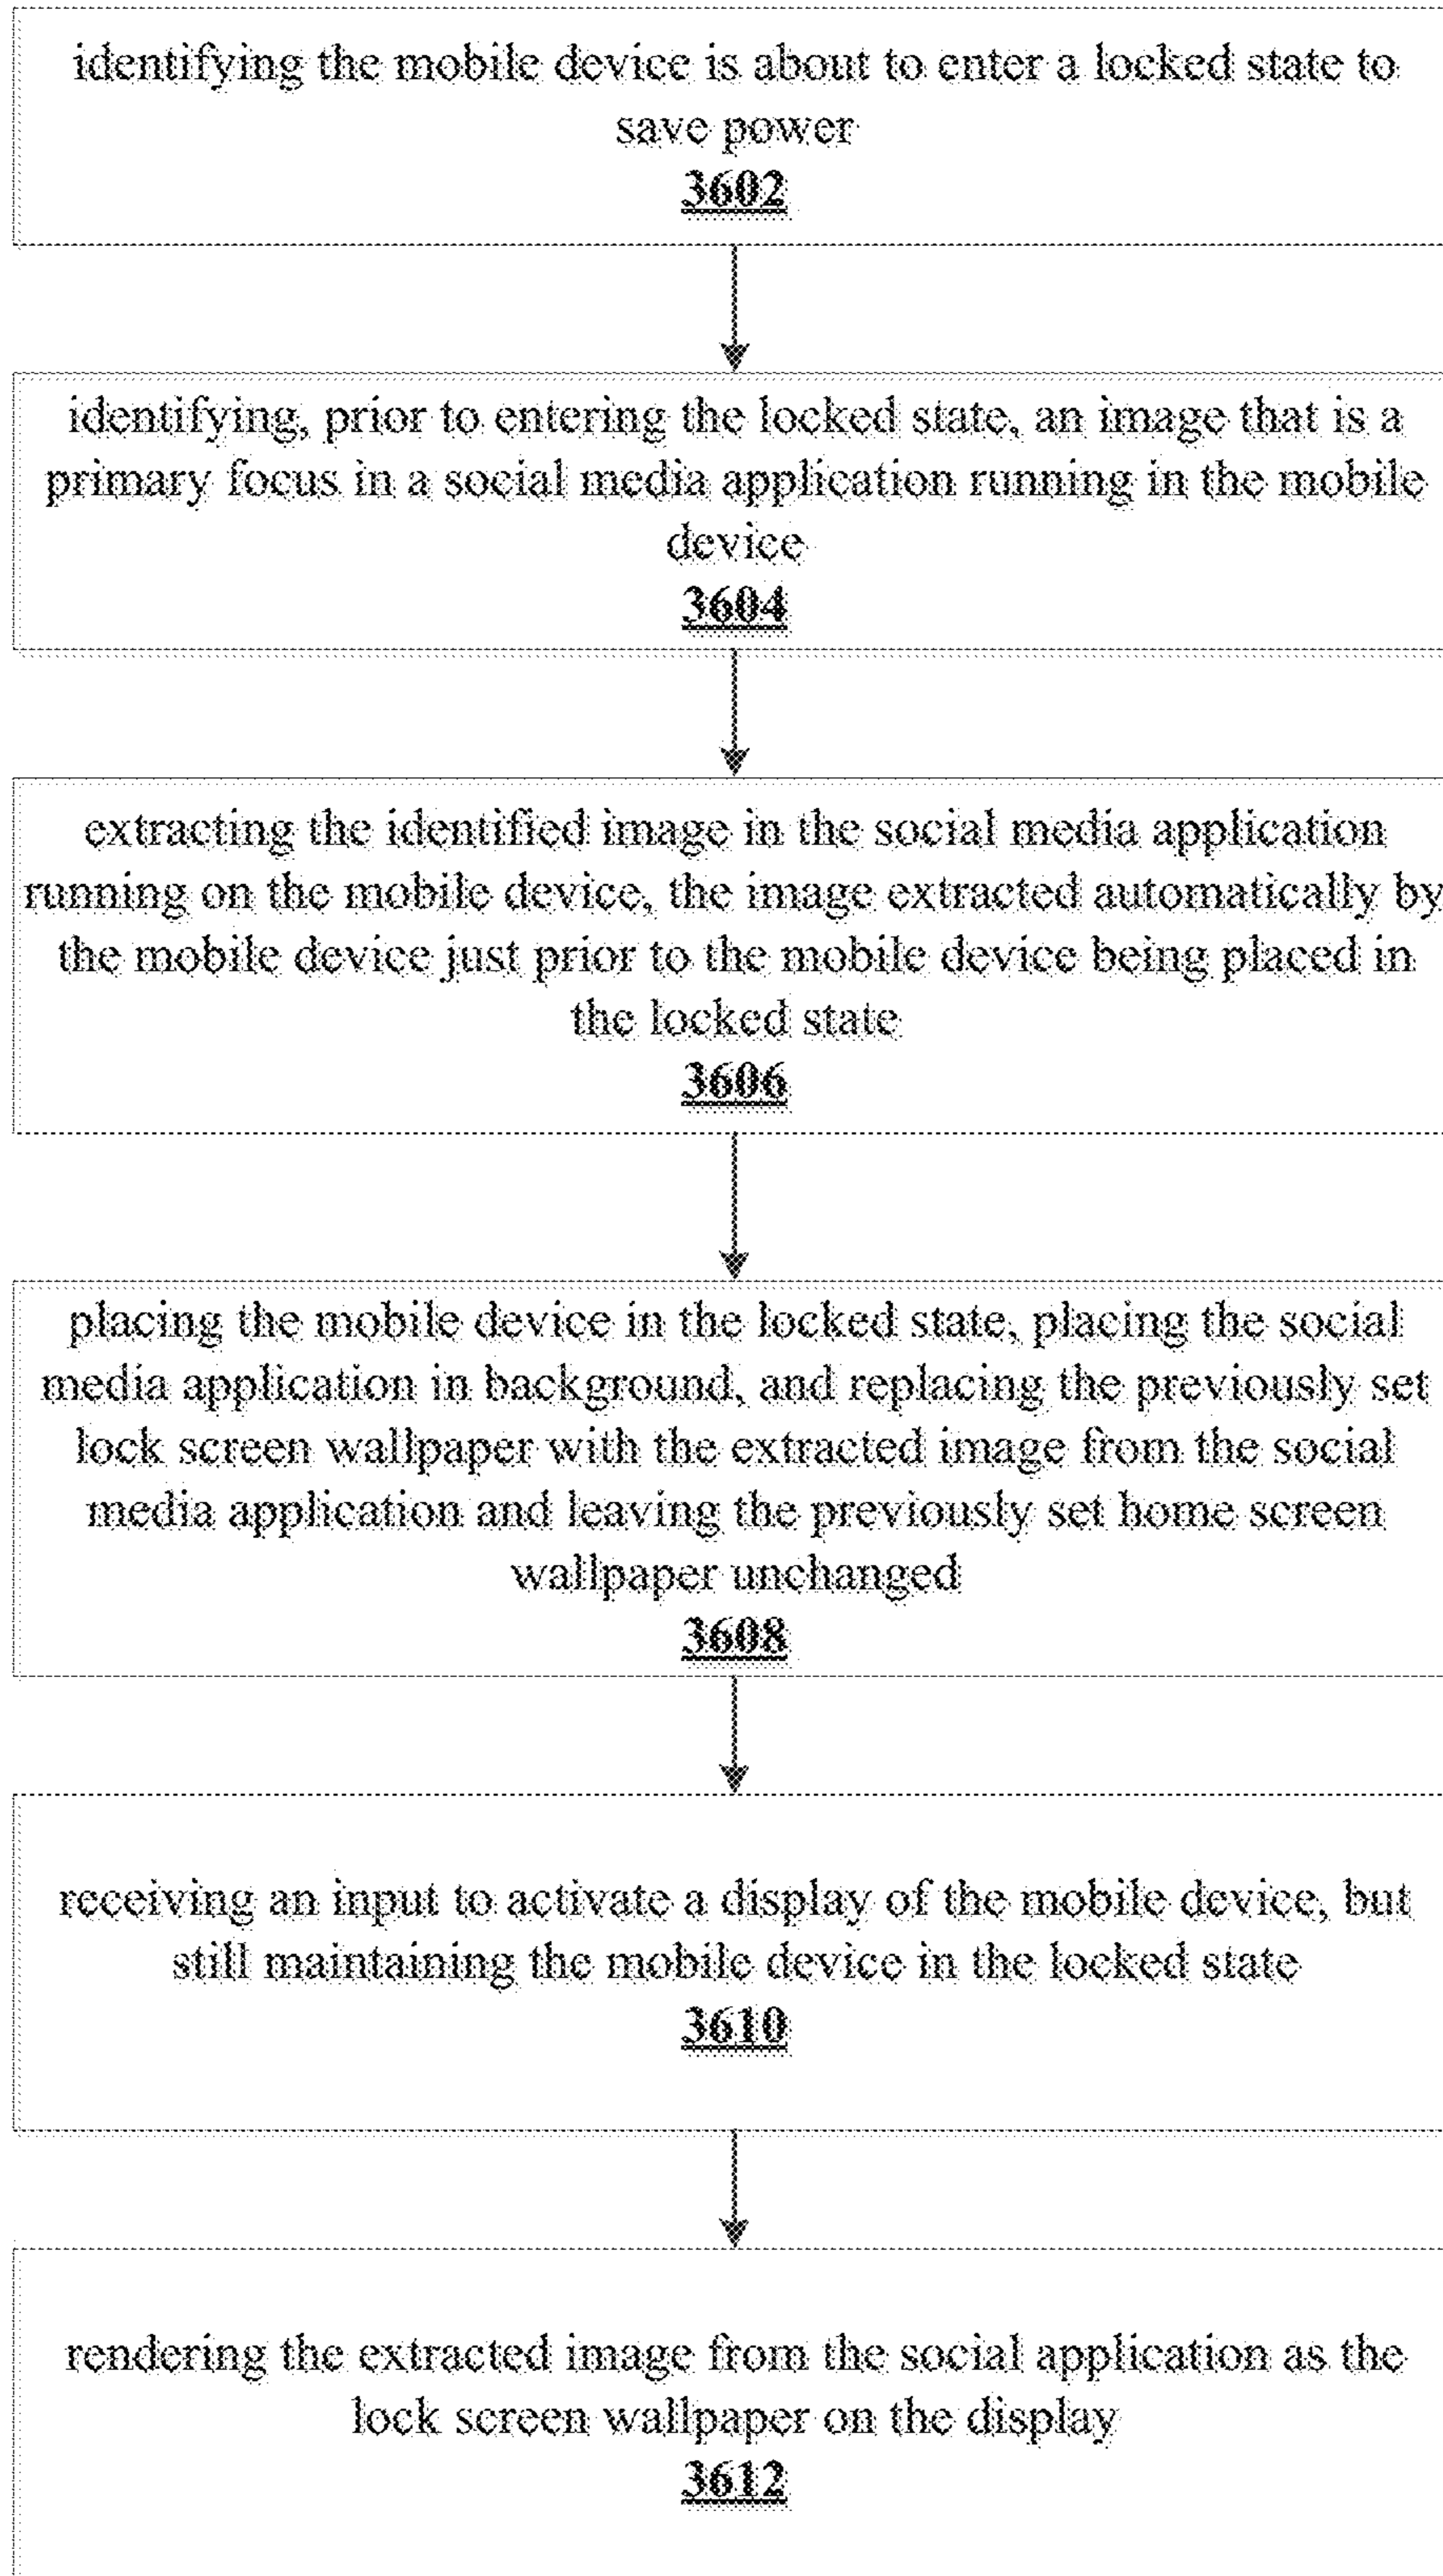 identifying the mobile device is about to enter a locked state to
save power
3602
identifying, prior to entering the locked state, an image that is a
primary focus in a social media application running in the mobile
device
3604
extracting the identified image in the social media application
running on the mobile device, the image extracted automatically by
the mobile device just prior to the mobile device being placed in
the locked state
3606
placing the mobile device in the locked state, placing the social
media application in background, and replacing the previously set
lock screen wallpaper with the extracted image from the social
media application and leaving the previously set home screen
wallpaper unchanged
3608
receiving an input to activate a display of the mobile device, but
still maintaining the mobile device in the locked state
3610
rendering the extracted image from the social application as the
lock screen wallpaper on the display
3612